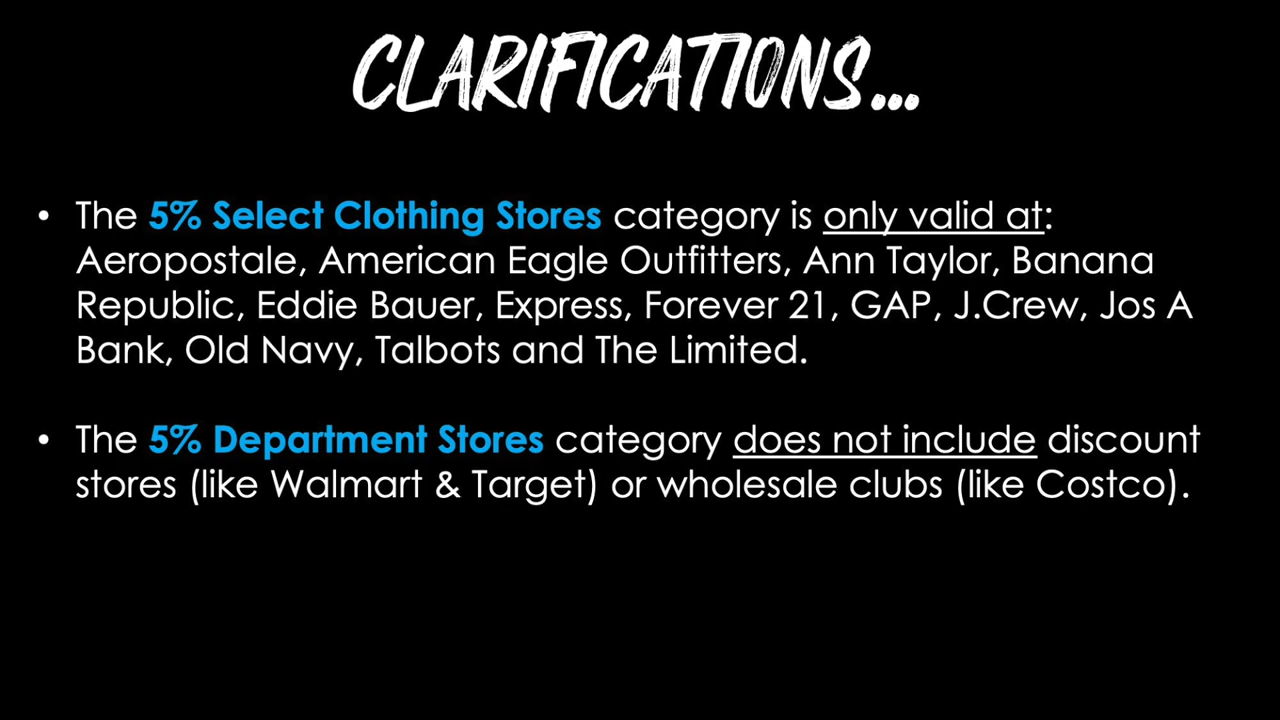 CLARIFICATIONS...
• The 5% Select Clothing Stores category is only valid at:
Aeropostale, American Eagle Outfitters, Ann Taylor, Banana
Republic, Eddie Bauer, Express, Forever 21, GAP, J.Crew, Jos A
Bank, Old Navy, Talbots and The Limited.
• The 5% Department Stores category does not include discount
stores (like Walmart & Target) or wholesale clubs (like Costco).